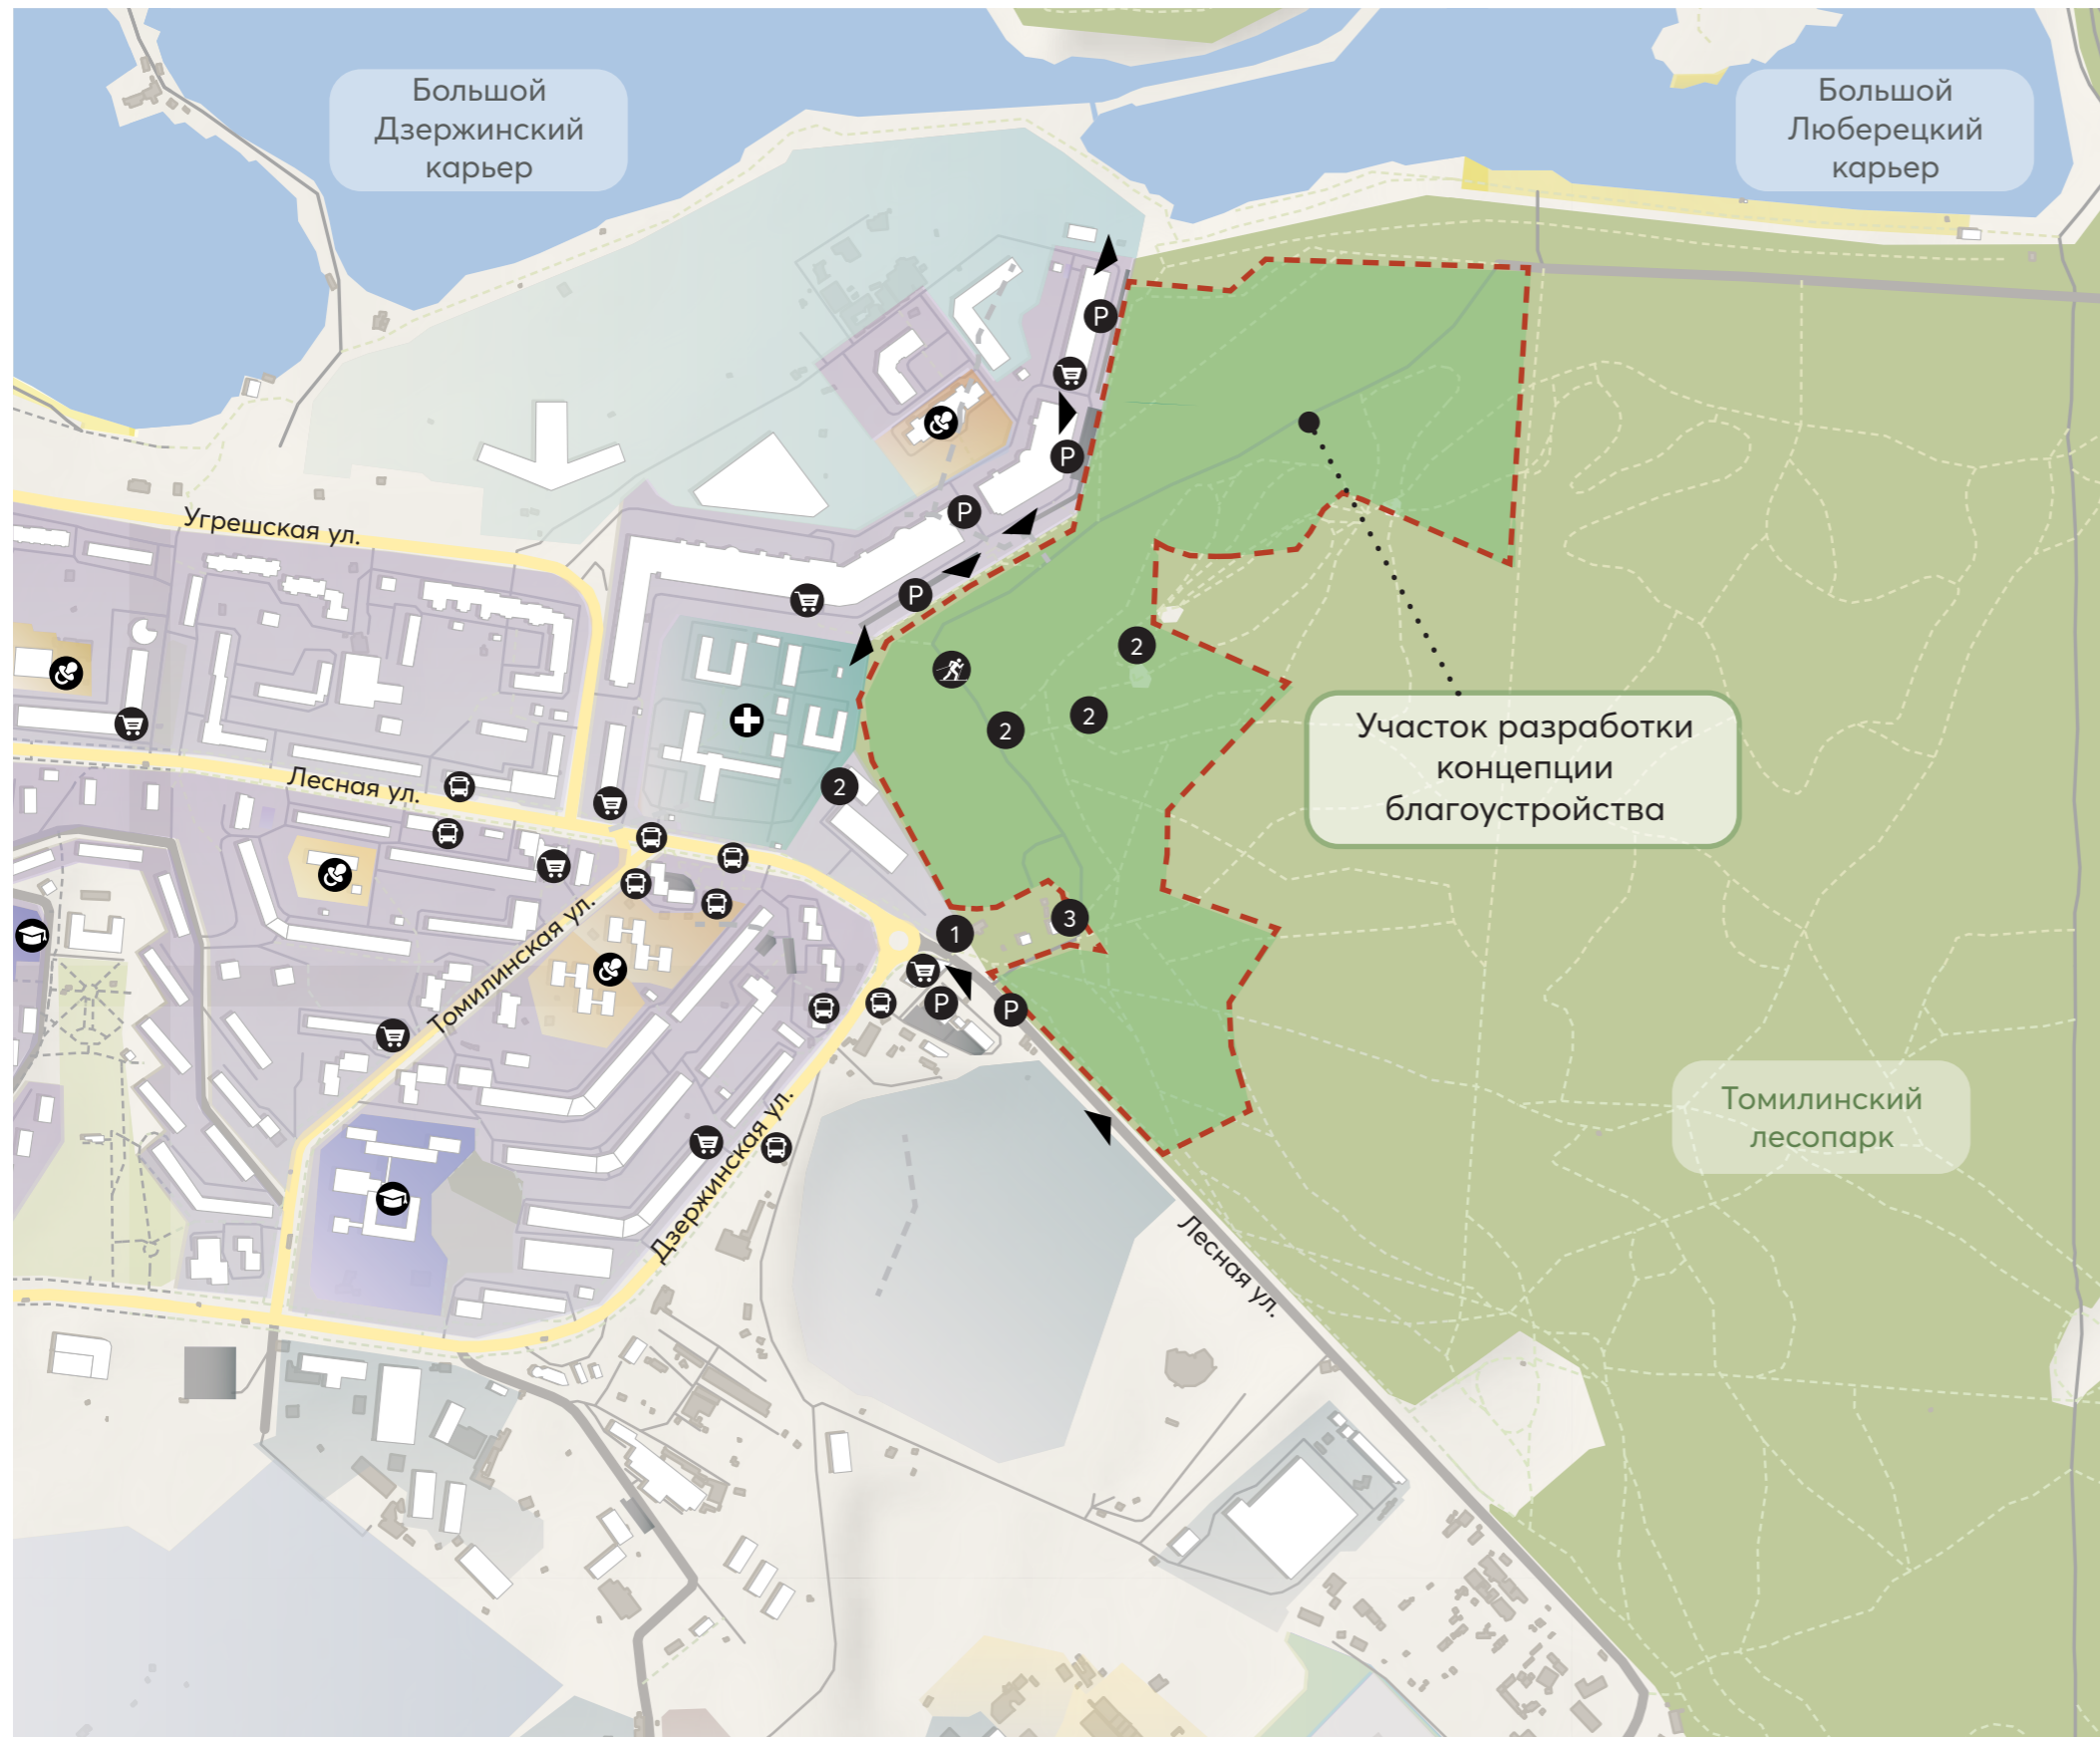 Большой
Дзержинский
карьер
Большой
Люберецкий
карьер
P
P
Угрешская ул.
P
P
2
2
2
Участок разработки
концепции
благоустройства
Лесная ул.
2
3
1
Томилинская ул.
P
P
Дзержинская ул.
Томилинский
лесопарк
Лесная ул.